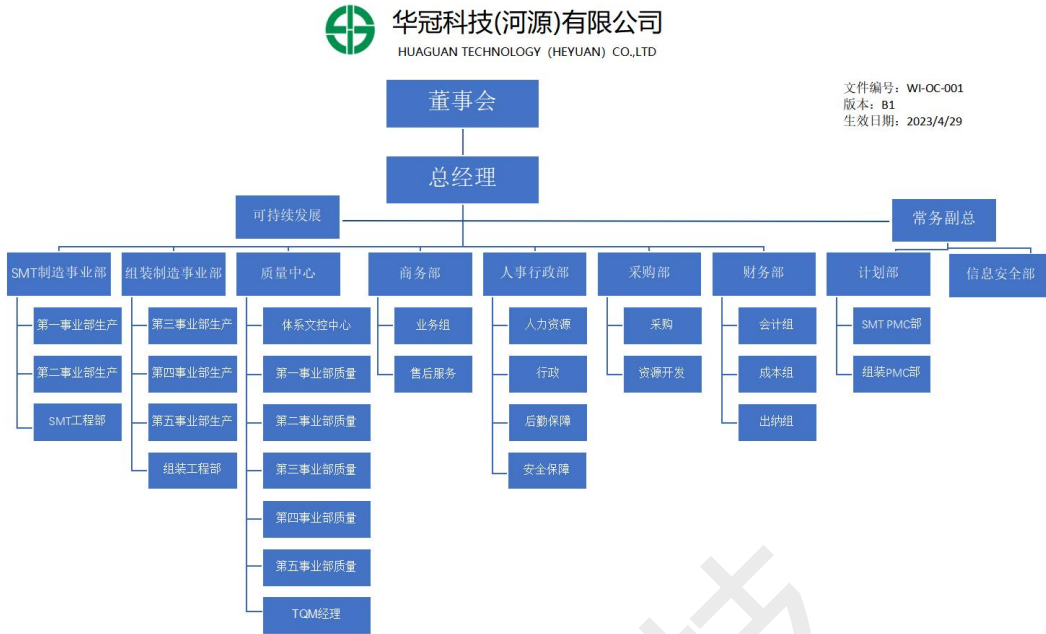 华冠科技(河源)有限公司
HUAGUAN TECHNOLOGY (HEYUAN) CO.,LTD
文件编号：WI-OC-001
版本：B1
生效日期：2023/4/29
董事会
总经理
可持续发展
常务副总
SMT制造事业部
组装制造事业部
质量中心
商务部
人事行政部
采购部
财务部
计划部
信息安全部
第一事业部生产
第二事业部生产
SMT工程部
第三事业部生产
第四事业部生产
第五事业部生产
组装工程部
体系文控中心
第一事业部质量
第二事业部质量
第三事业部质量
第四事业部质量
第五事业部质量
TQM经理
业务组
售后服务
人力资源
行政
后勤保障
安全保障
采购
资源开发
会计组
成本组
出纳组
SMT PMC部
组装PMC部